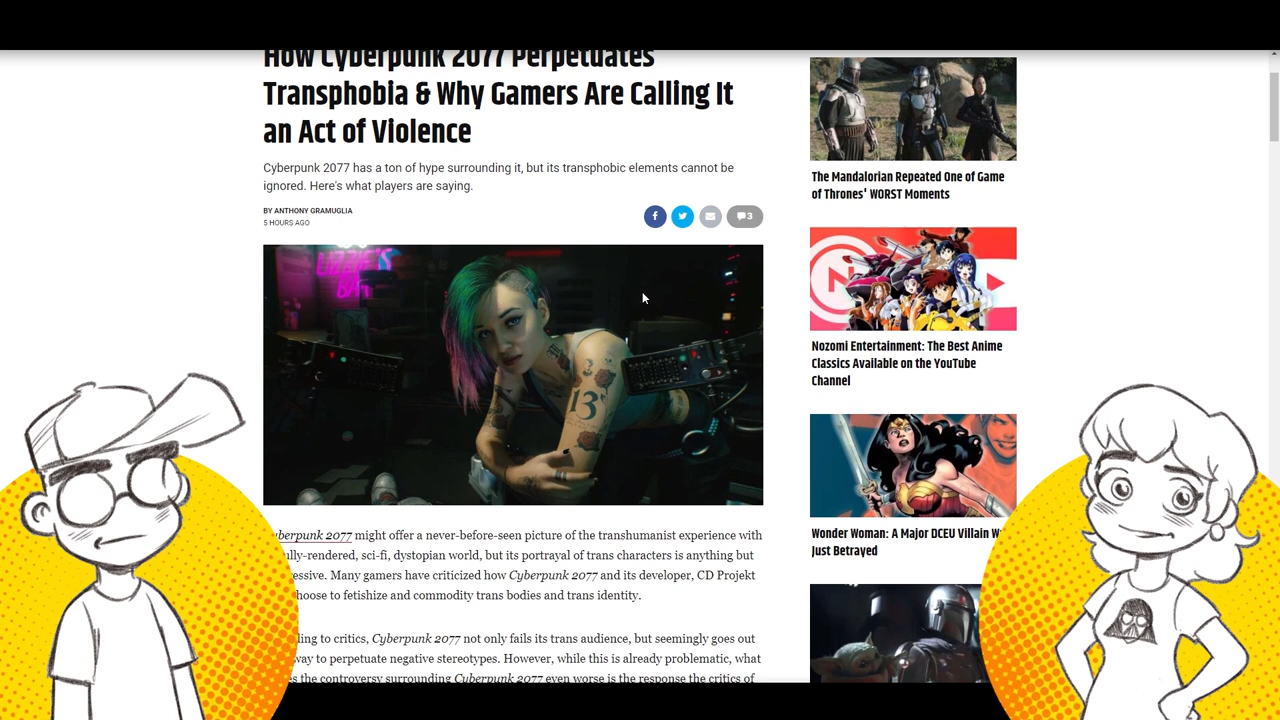 How Cyberpunk 2077 Perpetuates
Transphobia & Why Gamers Are Calling It
an Act of Violence
Cyberpunk 2077 has a ton of hype surrounding it, but its transphobic elements cannot be
ignored. Here's what players are saying.
BY ANTHONY GRAMUGLIA
5 HOURS AGO
3
LIZZIE'S
BAR
13
berpunk 2077 might offer a never-before-seen picture of the transhumanist experience with
ully-rendered, sci-fi, dystopian world, but its portrayal of trans characters is anything but
essive. Many gamers have criticized how Cyberpunk 2077 and its developer, CD Projekt
hoose to fetishize and commodity trans bodies and trans identity.
ling to critics, Cyberpunk 2077 not only fails its trans audience, but seemingly goes out
way to perpetuate negative stereotypes. However, while this is already problematic, what
es the controversy surrounding Cyberpunk 2077 even worse is the response the critics of
The Mandalorian Repeated One of Game
of Thrones' WORST Moments
N
Nozomi Entertainment: The Best Anime
Classics Available on the YouTube
Channel
Wonder Woman: A Major DCEU Villain W
Just Betrayed